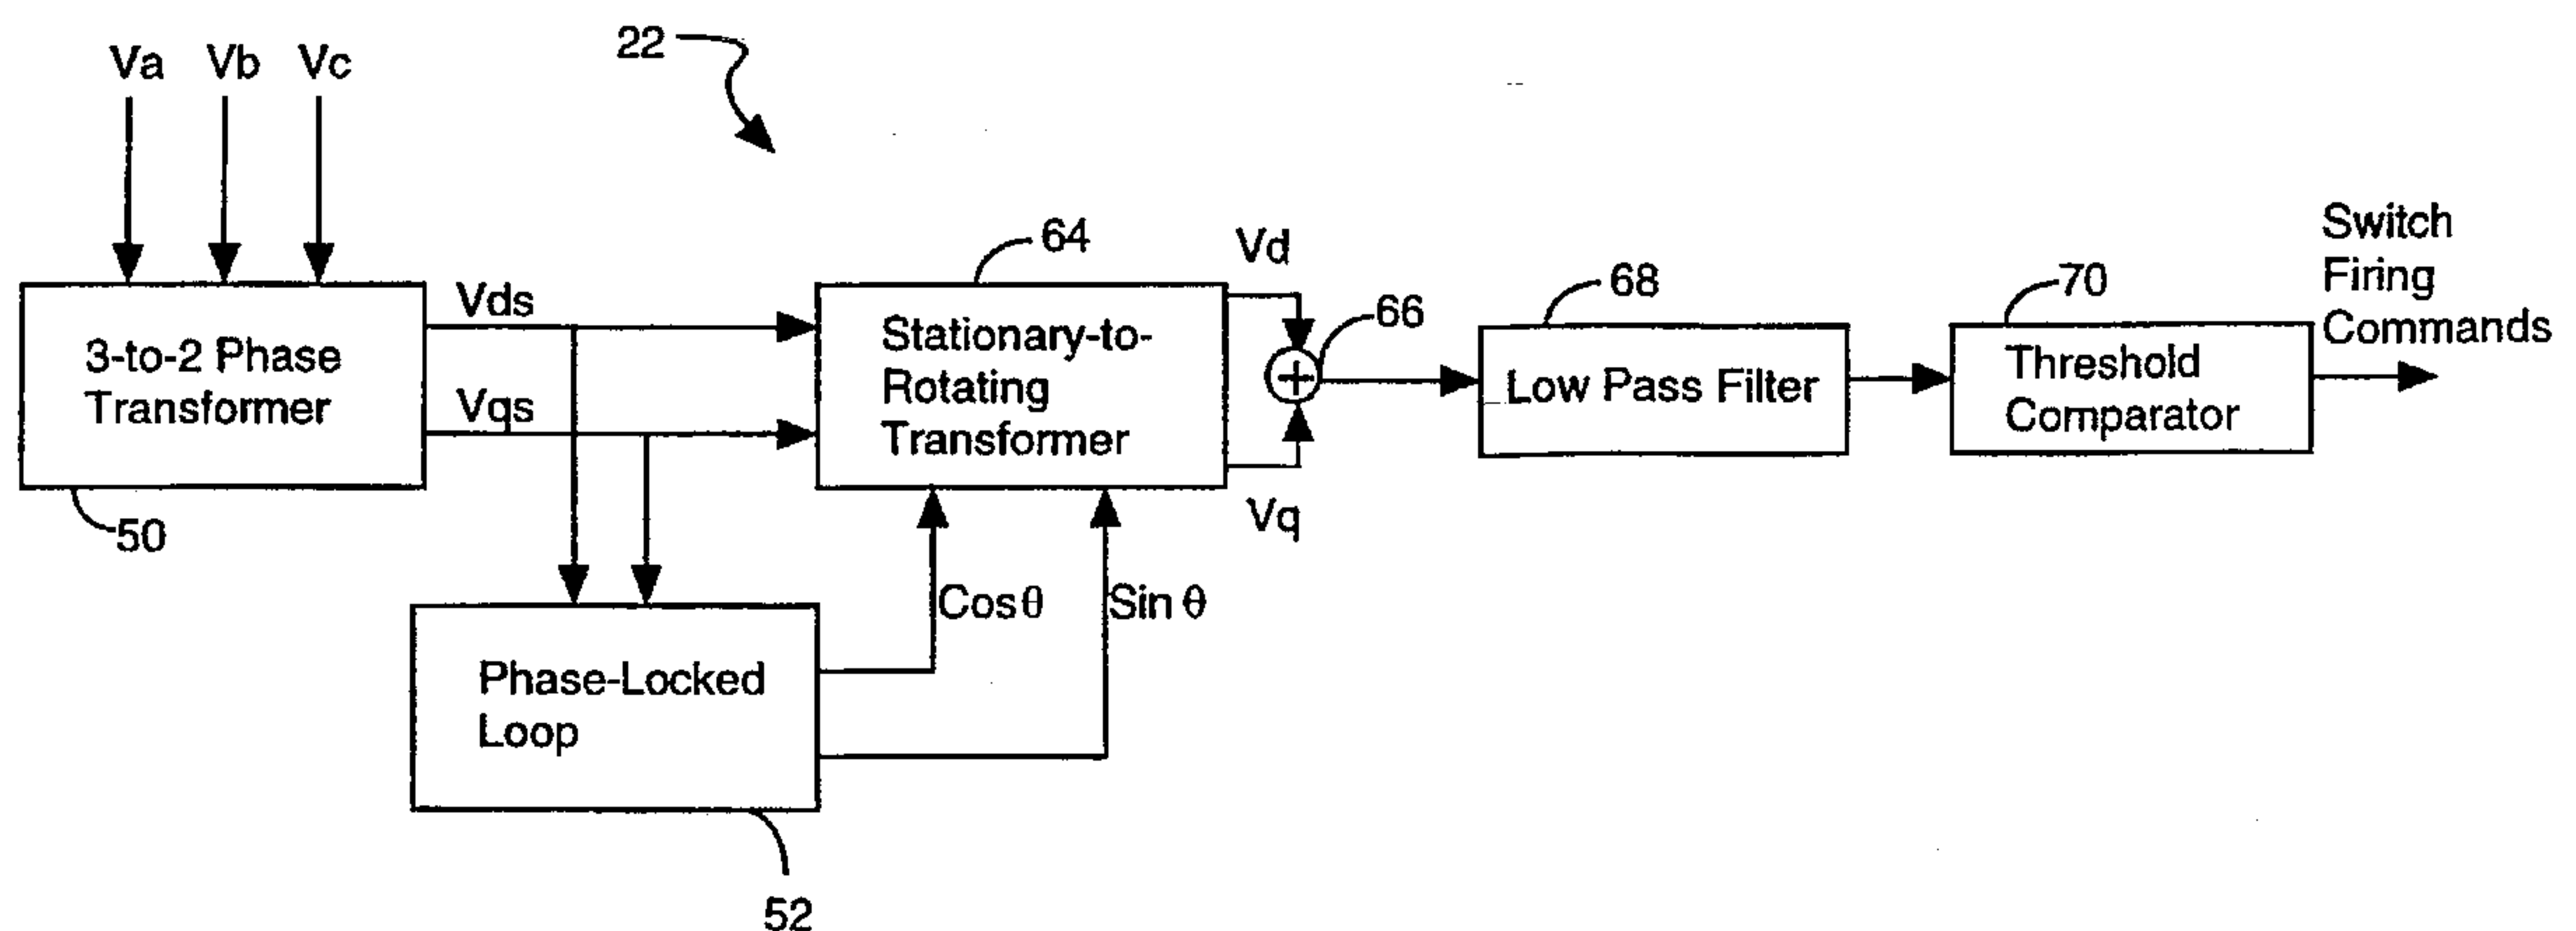 22
Va Vb Vc
64
Vd
Switch
Firing
Commands
68
70
66
Vds
Vqs
3-to-2 Phase
Transformer
Stationary-to-
Rotating
Transformer
Low Pass Filter
Threshold
Comparator
50
Vq
Cos θ
Sin θ
Phase-Locked
Loop
52